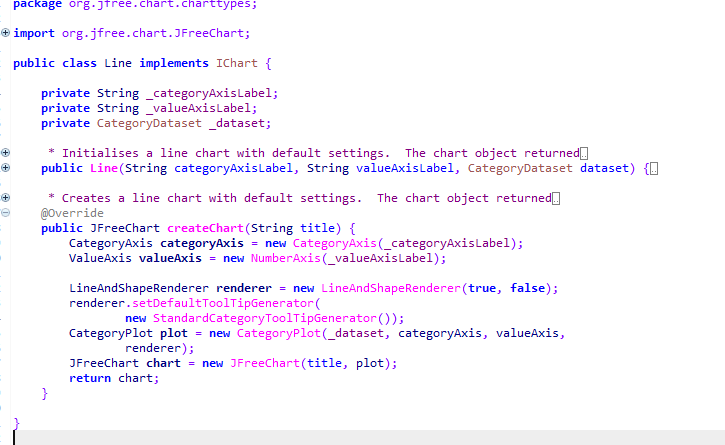 package org.jfree.chart.charttypes;
import org.jfree.chart.JFreeChart;
public class Line implements IChart {
private String _categoryAxisLabel;
private String _valueAxisLabel;
private CategoryDataset _dataset;
* Initialises a line chart with default settings.  The chart object returned
public Line(String categoryAxisLabel, String valueAxisLabel, CategoryDataset dataset) {
* Creates a line chart with default settings.  The chart object returned
@Override
public JFreeChart createChart(String title) {
CategoryAxis categoryAxis = new CategoryAxis(_categoryAxisLabel);
ValueAxis valueAxis = new NumberAxis(_valueAxisLabel);
LineAndShapeRenderer renderer = new LineAndShapeRenderer(true, false);
renderer.setDefaultToolTipGenerator(
new StandardCategoryToolTipGenerator());
CategoryPlot plot = new CategoryPlot(_dataset, categoryAxis, valueAxis,
renderer);
JFreeChart chart = new JFreeChart(title, plot);
return chart;
}
}